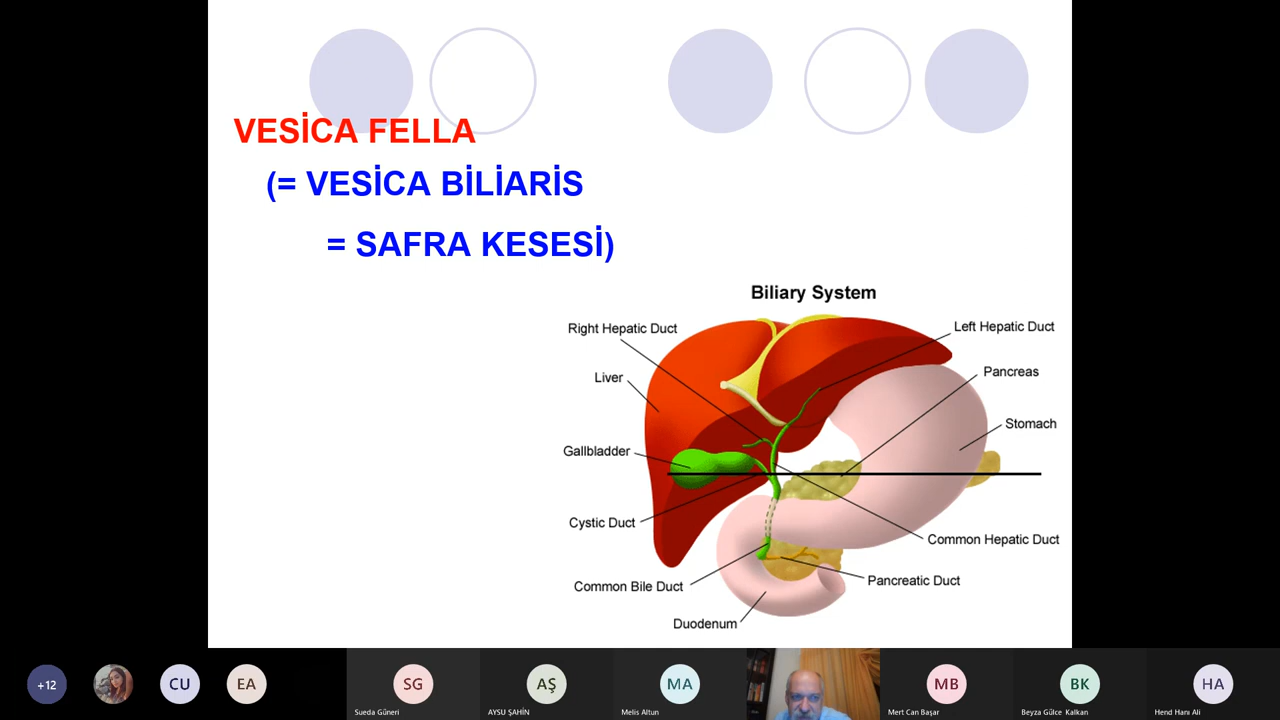 VESİCA FELLA
(= VESİCA BİLİARİS
= SAFRA KESESİ)
Biliary System
Right Hepatic Duct
Left Hepatic Duct
Liver
Pancreas
Stomach
Gallbladder
Cystic Duct
Common Hepatic Duct
Common Bile Duct
Pancreatic Duct
Duodenum
+12
CU
EA
SG
AŞ
MA
MB
BK
HA
Sueda Güneri
AYSU ŞAHİN
Melis Altun
Mert Can Başar
Beyza Gülce Kalkan
Hend Hanı Ali